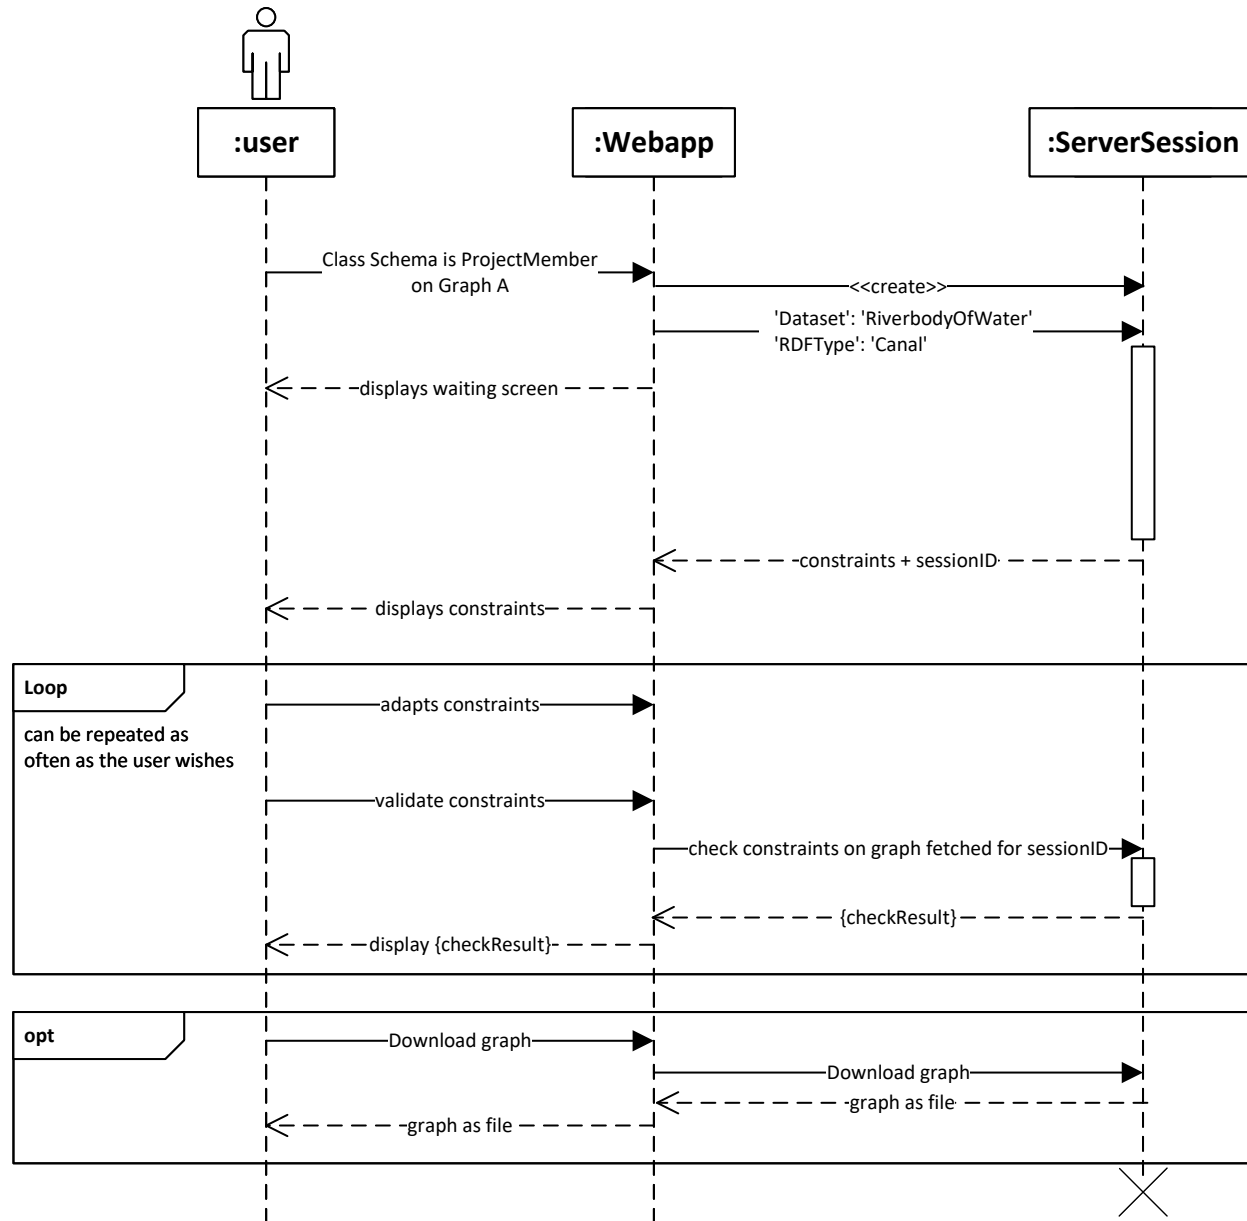 :user
:Webapp
:ServerSession
Class Schema is ProjectMember
on Graph A
<<create>>
'Dataset': 'RiverbodyOfWater'
'RDFType': 'Canal'
displays waiting screen
constraints + sessionID
displays constraints
Loop
can be repeated as
often as the user wishes
adapts constraints
validate constraints
check constraints on graph fetched for sessionID
{checkResult}
display {checkResult}
opt
Download graph
Download graph
graph as file
graph as file